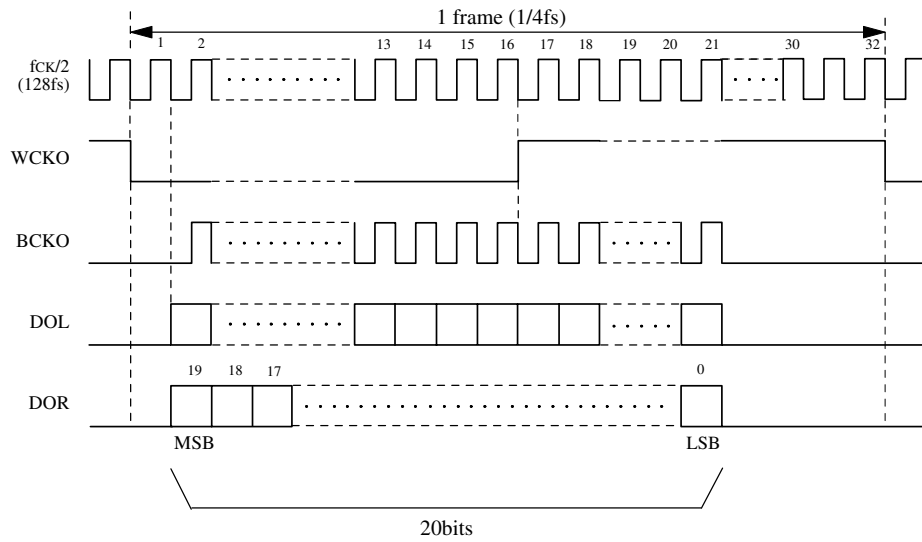 1 frame (1/4fs)
1 2 13 14 15 16 17 18 19 20 21 30 32
fCK/2
(128fs)
WCKO
BCKO
DOL
19 18 17 0
DOR
MSB LSB
20bits